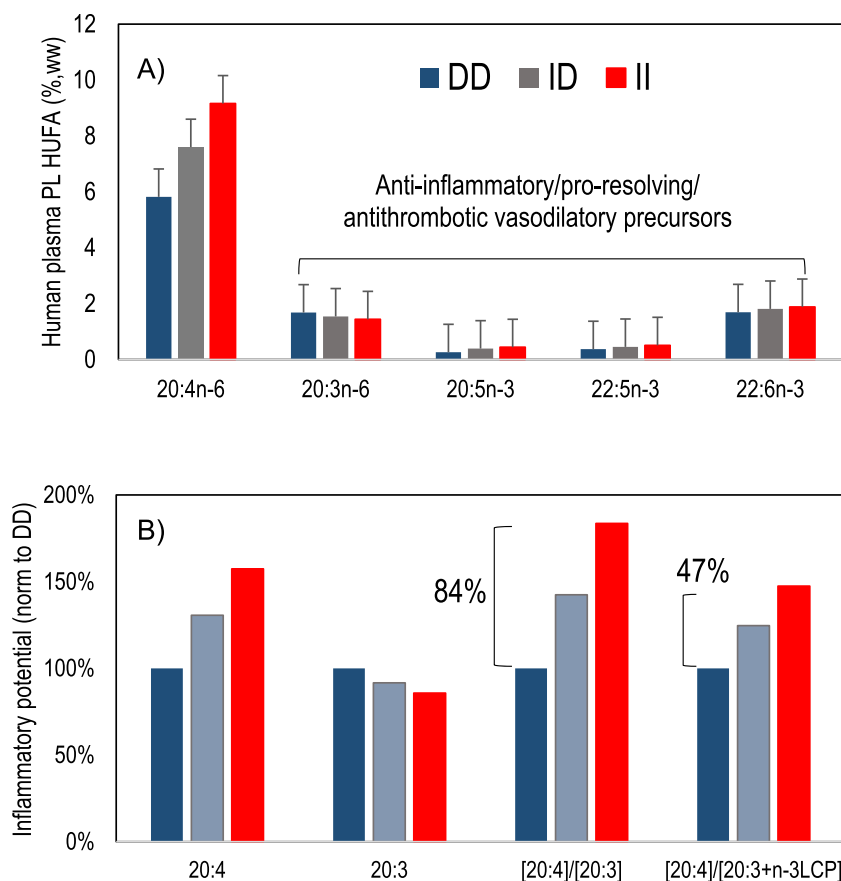 A)
DD ID II
Human plasma PL HUFA (%,ww)
12
10
8
6
4
2
0
Anti-inflammatory/pro-resolving/
antithrombotic vasodilatory precursors
20:4n-6 20:3n-6 20:5n-3 22:5n-3 22:6n-3
B)
Inflammatory potential (norm to DD)
200%
150%
100%
50%
0%
84%
47%
20:4 20:3 [20:4]/[20:3] [20:4]/[20:3+n-3LCP]